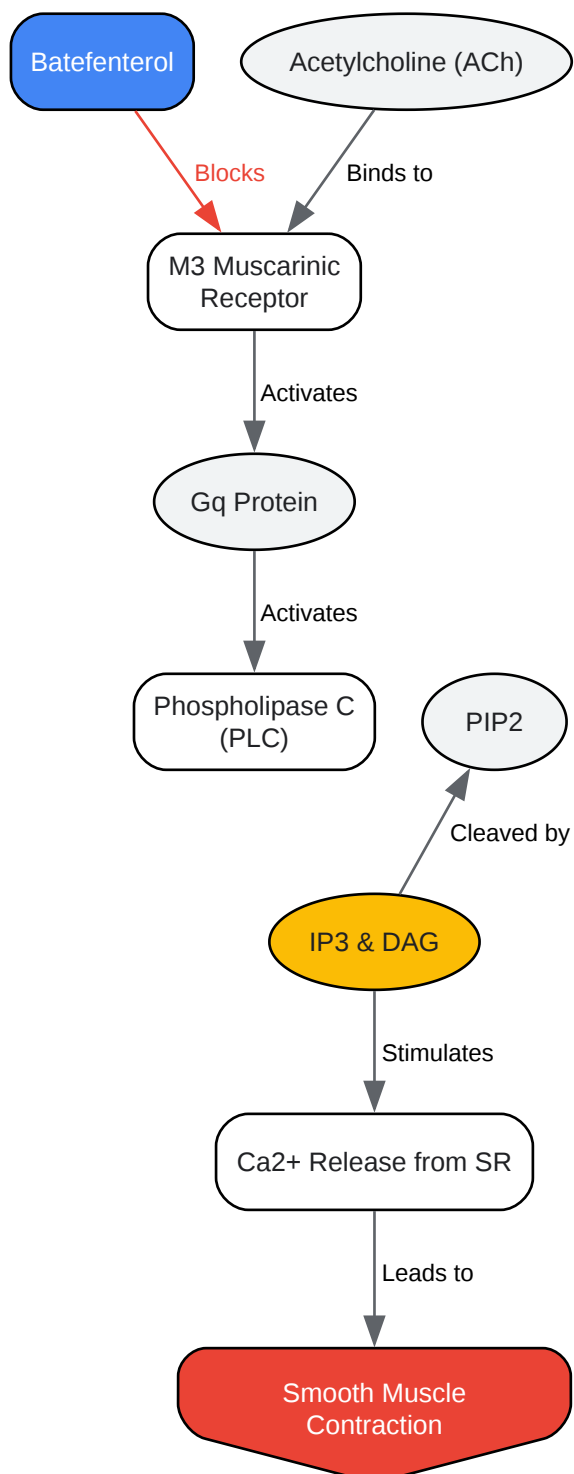 Batefenterol
Acetylcholine (ACh)
Blocks
Binds to
M3 Muscarinic
Receptor
Activates
Gq Protein
Activates
Phospholipase C
(PLC)
PIP2
Cleaved by
IP3 & DAG
Stimulates
Ca2+ Release from SR
Leads to
Smooth Muscle
Contraction